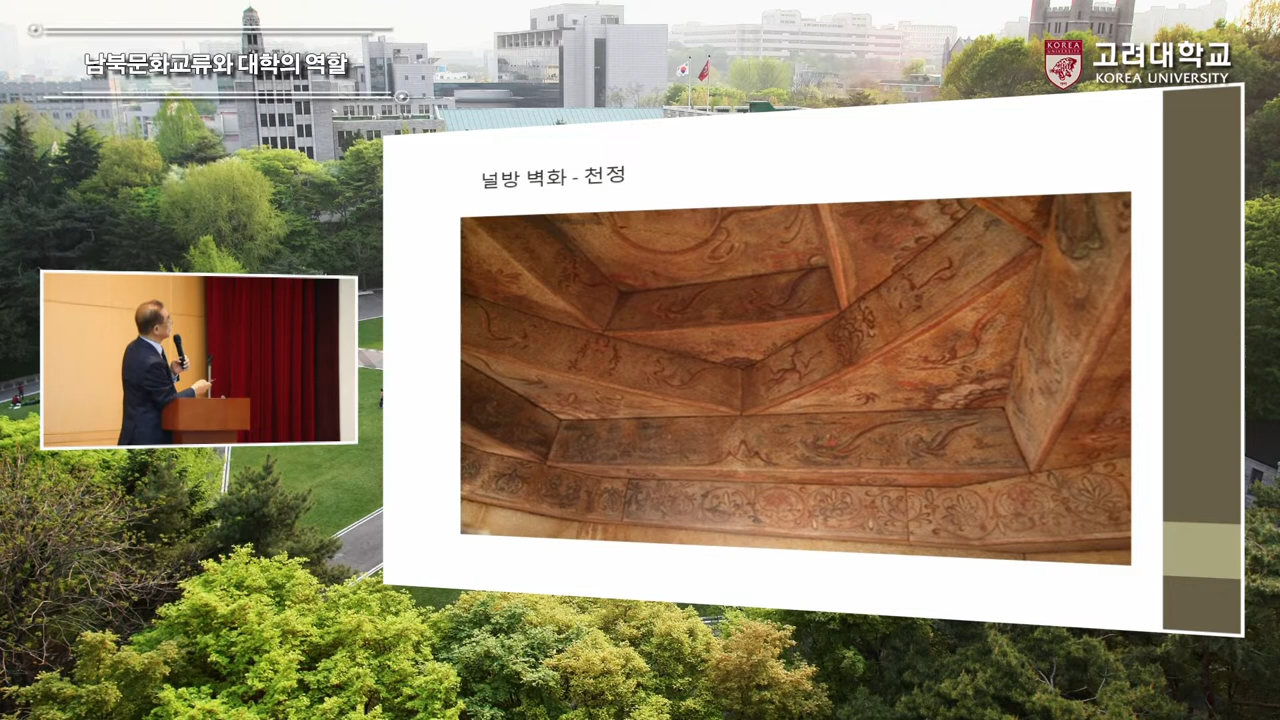 남북문화교류와 대학의 역할
KOREA
UNIVERSITY
고려대학교
KOREA UNIVERSITY
널방 벽화 - 천정